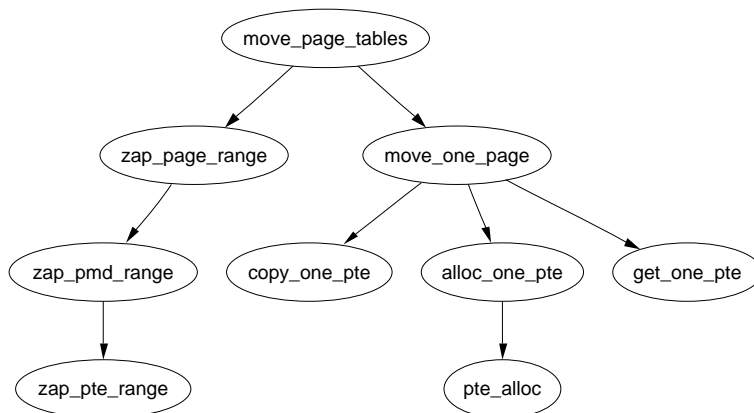 move_page_tables
zap_page_range
move_one_page
zap_pmd_range
copy_one_pte
alloc_one_pte
get_one_pte
zap_pte_range
pte_alloc